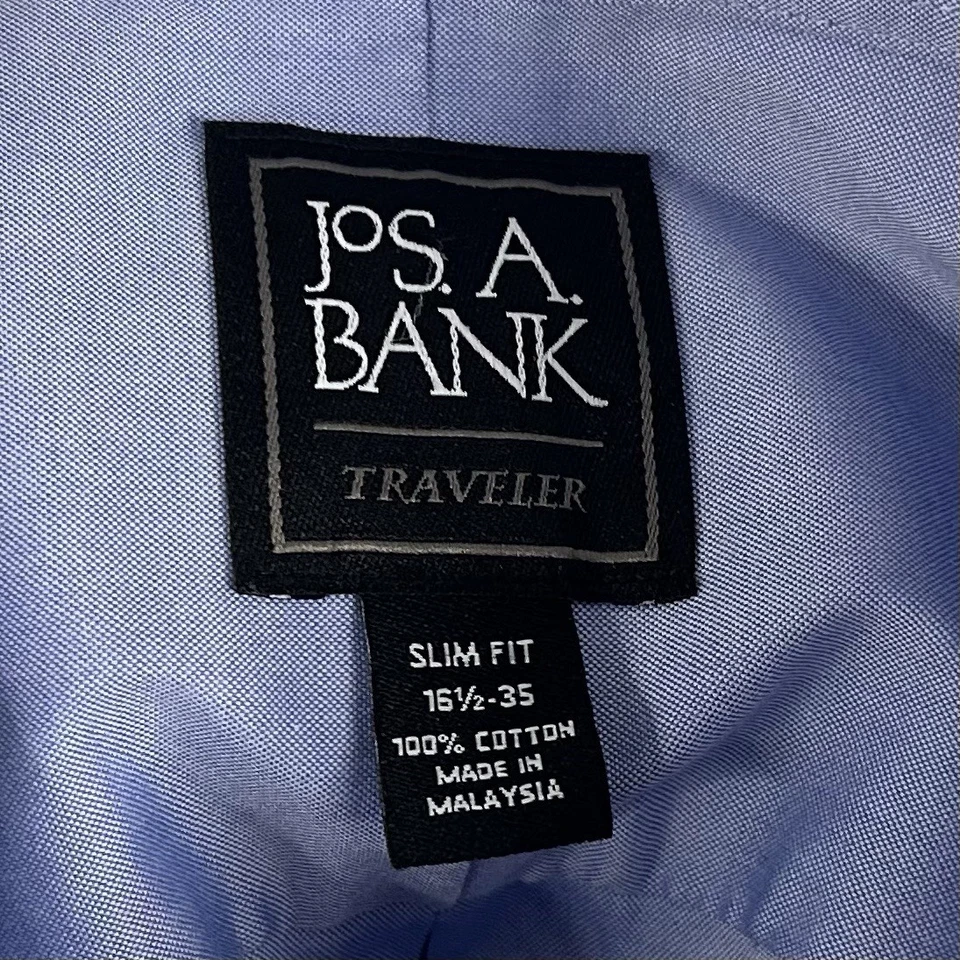 JOS. A.
BANK
TRAVELER
SLIM FIT
16½-35
100% COTTON
MADE IN
MALAYSIA